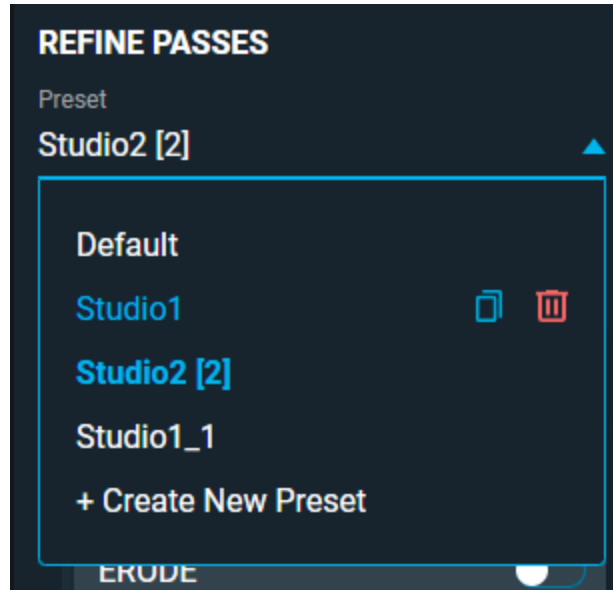 REFINE PASSES
Preset
Studio2 [2]
Default
Studio1
Studio2 [2]
Studio1_1
+ Create New Preset
ERODE